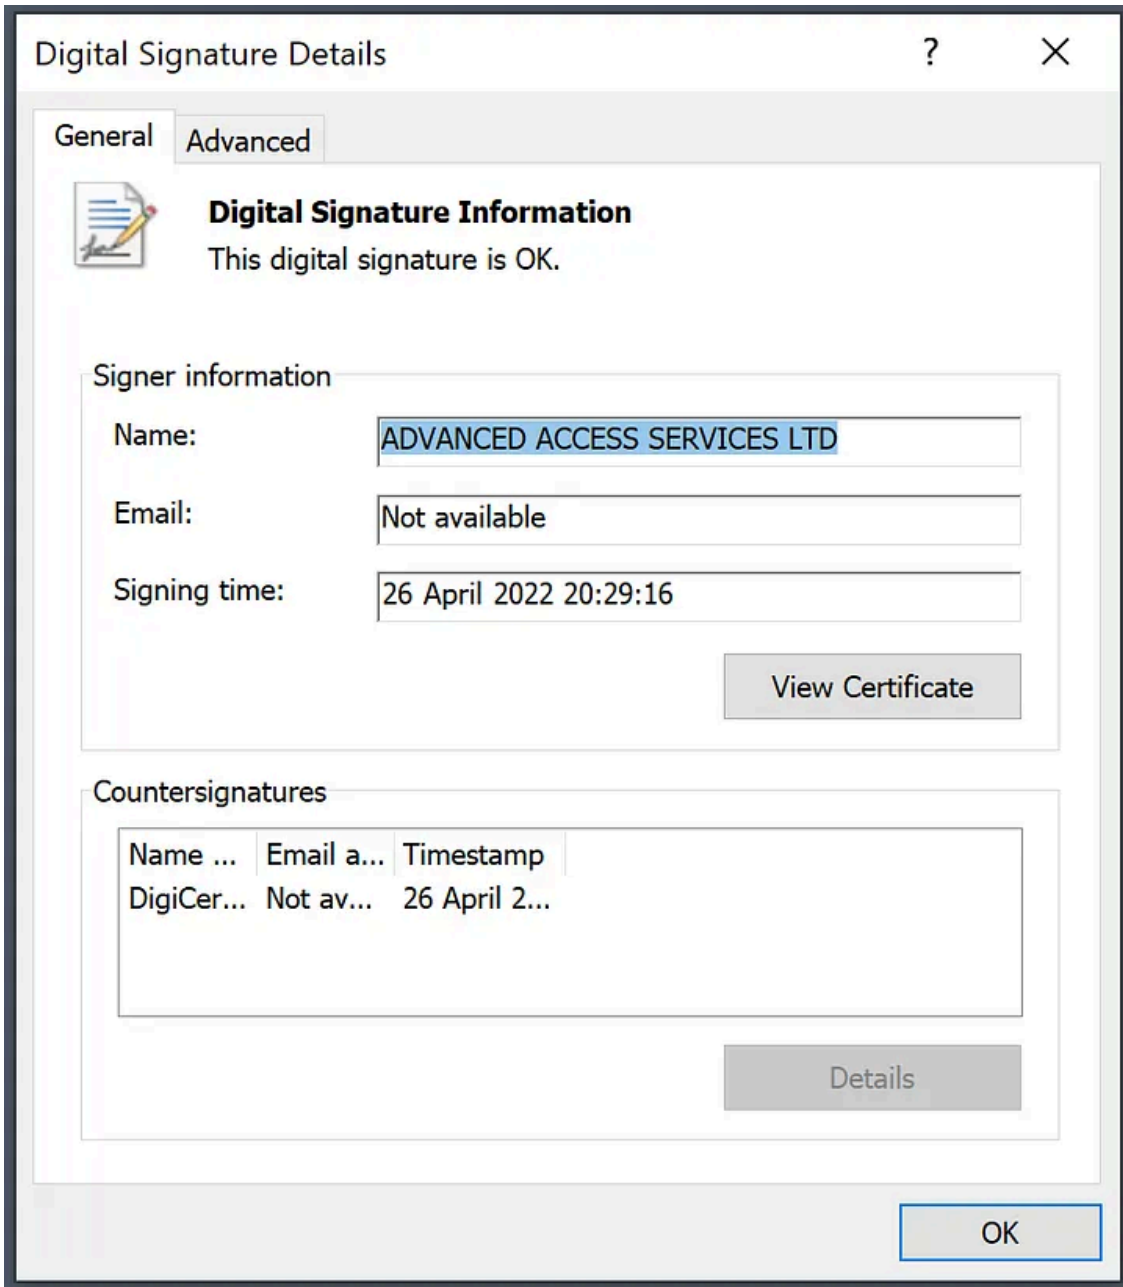 Digital Signature Details ?
General Advanced
Digital Signature Information
This digital signature is OK.
Signer information
Name: ADVANCED ACCESS SERVICES LTD
Email: Not available
Signing time: 26 April 2022 20:29:16
View Certificate
Countersignatures
Name ... Email a... Timestamp
DigiCer... Not av... 26 April 2...
Details
OK